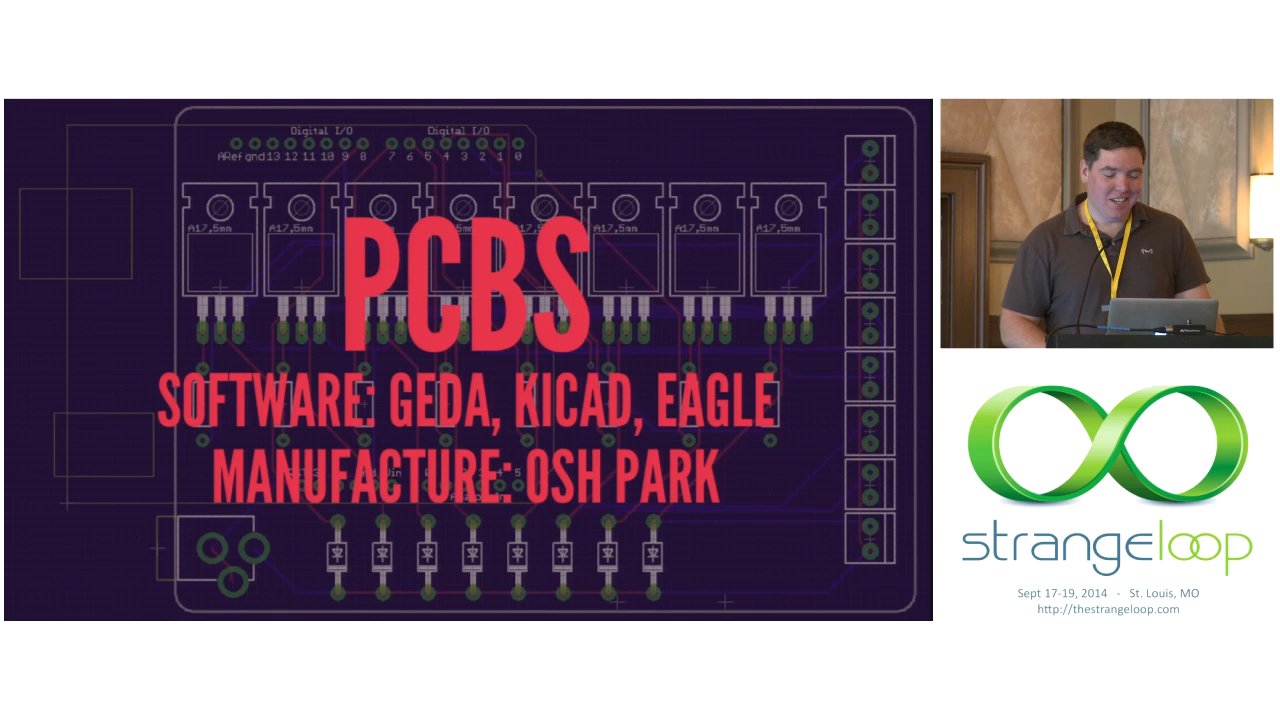 Digital I/O Digital I/O
ARef gnd 13 12 11 10 9 8 7 6 5 4 3 2 1 0
A17,5mm A17,5mm A17,5mm A17,5mm A17,5mm A17,5mm
PCBS
SOFTWARE: GEDA, KICAD, EAGLE
MANUFACTURE: OSH PARK
strangeloop
Sept 17-19, 2014 - St. Louis, MO
http://thestrangeloop.com